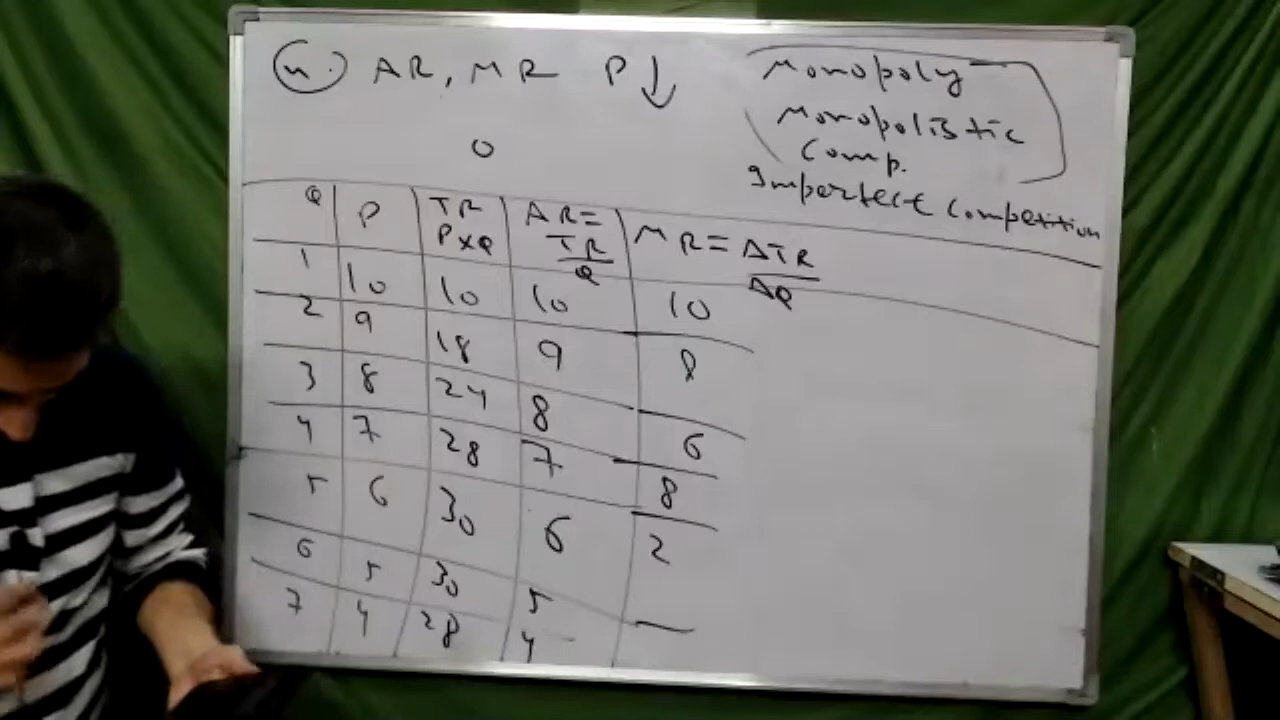 (n.) AR, MR P↓
Monopoly
Monopolistic
Comp.
Imperfect Competition
0
Q P TR P×Q AR= TR/Q MR = ΔTR/ΔQ
1 10 10 10 10
2 9 18 9 8
3 8 24 8 6
4 7 28 7 8
5 6 30 6 2
6 5 30 5 —
7 4 28 4